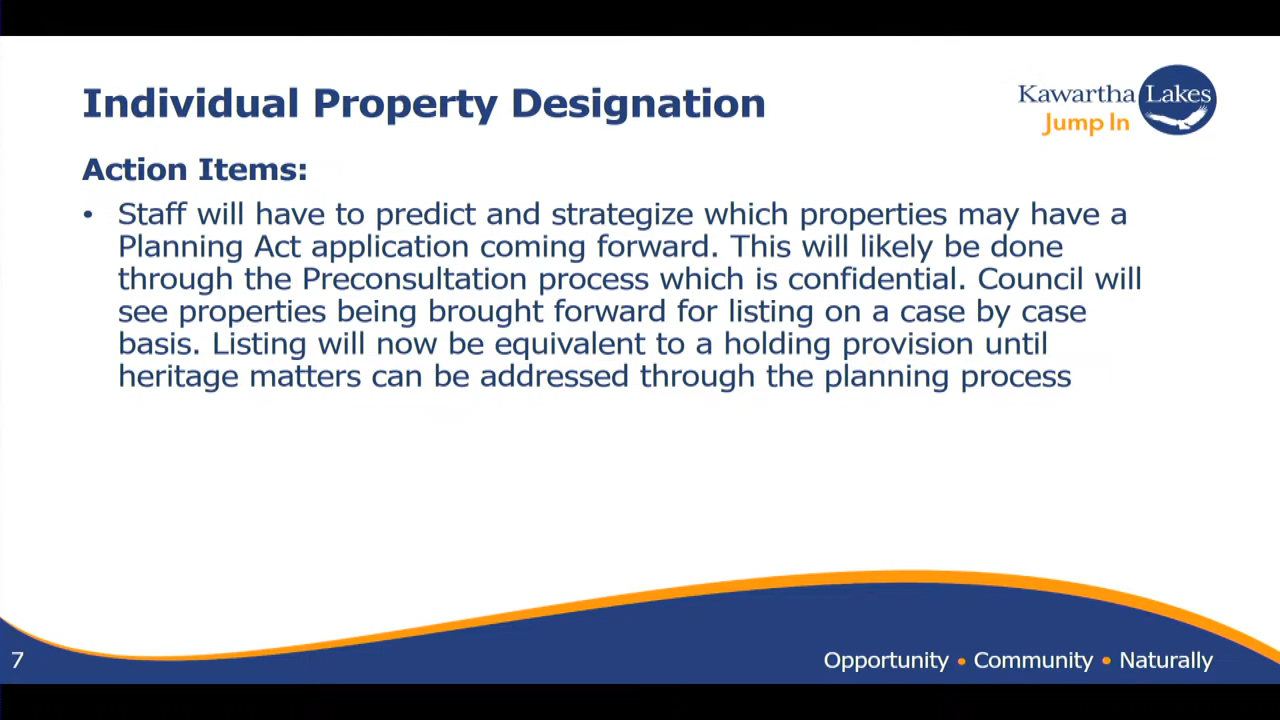 Individual Property Designation
Kawartha Lakes
Jump In
Action Items:
• Staff will have to predict and strategize which properties may have a
Planning Act application coming forward. This will likely be done
through the Preconsultation process which is confidential. Council will
see properties being brought forward for listing on a case by case
basis. Listing will now be equivalent to a holding provision until
heritage matters can be addressed through the planning process
7
Opportunity • Community • Naturally